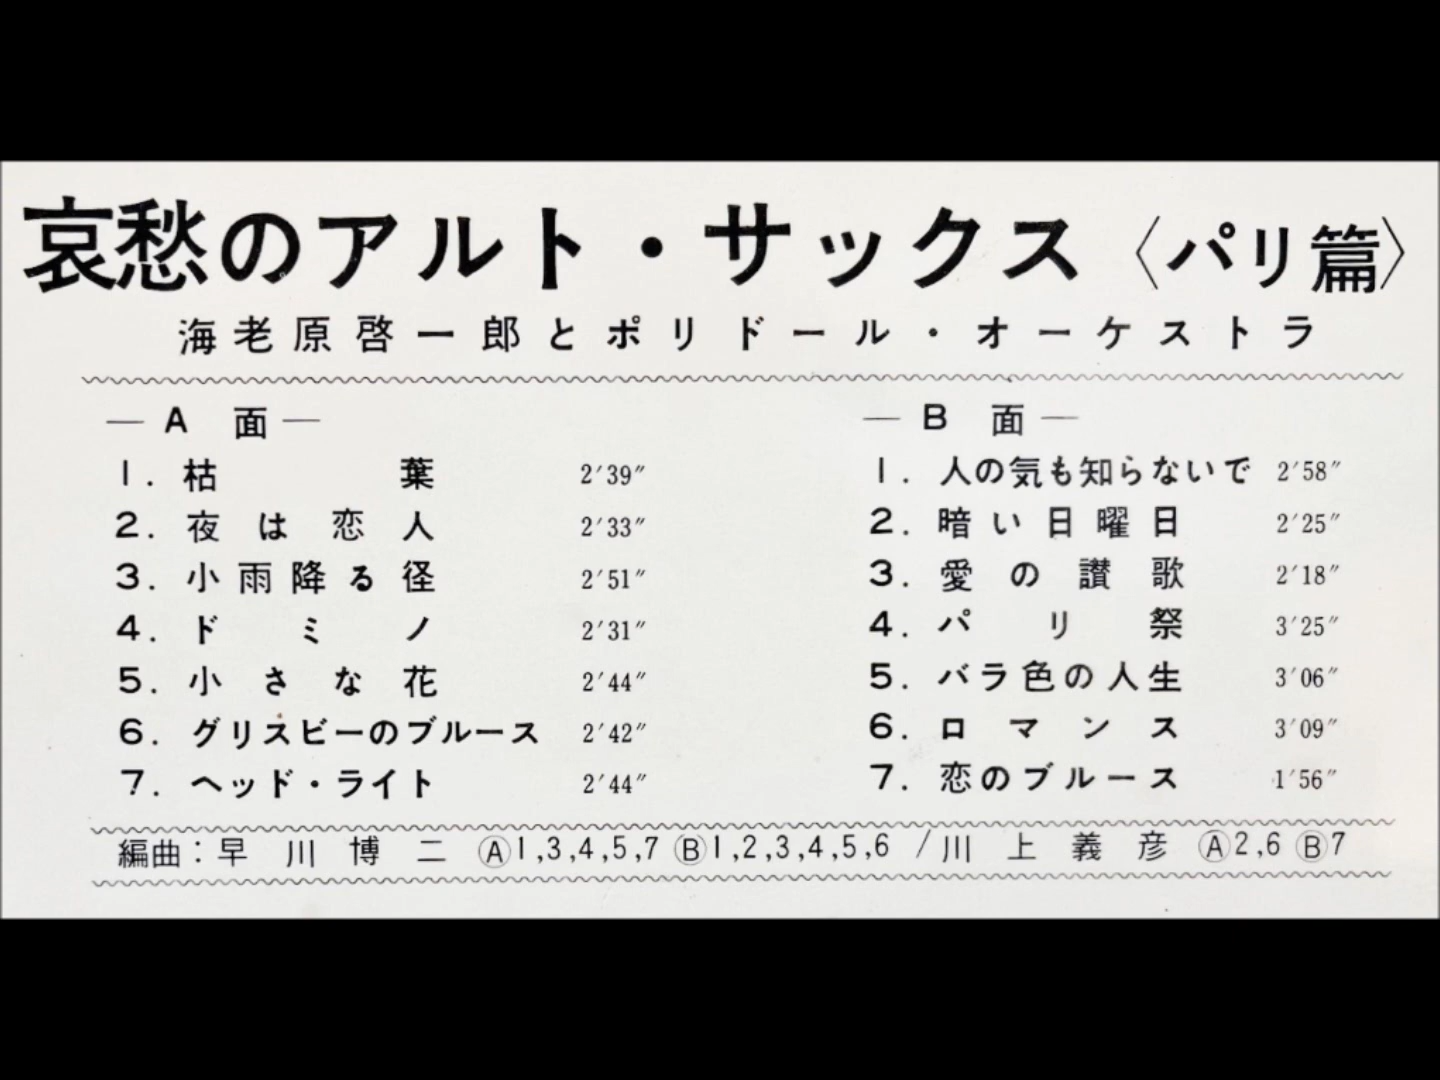 哀愁のアルト・サックス〈パリ篇〉
海老原啓一郎とポリドール・オーケストラ
—A 面—
1. 枯葉 2′39″
2. 夜は恋人 2′33″
3. 小雨降る径 2′51″
4. ドミノ 2′31″
5. 小さな花 2′44″
6. グリスビーのブルース 2′42″
7. ヘッド・ライト 2′44″
—B 面—
1. 人の気も知らないで 2′58″
2. 暗い日曜日 2′25″
3. 愛の讃歌 2′18″
4. パリ祭 3′25″
5. バラ色の人生 3′06″
6. ロマンス 3′09″
7. 恋のブルース 1′56″
編曲：早川博二 Ⓐ1,3,4,5,7 Ⓑ1,2,3,4,5,6 / 川上義彦 Ⓐ2,6 Ⓑ7